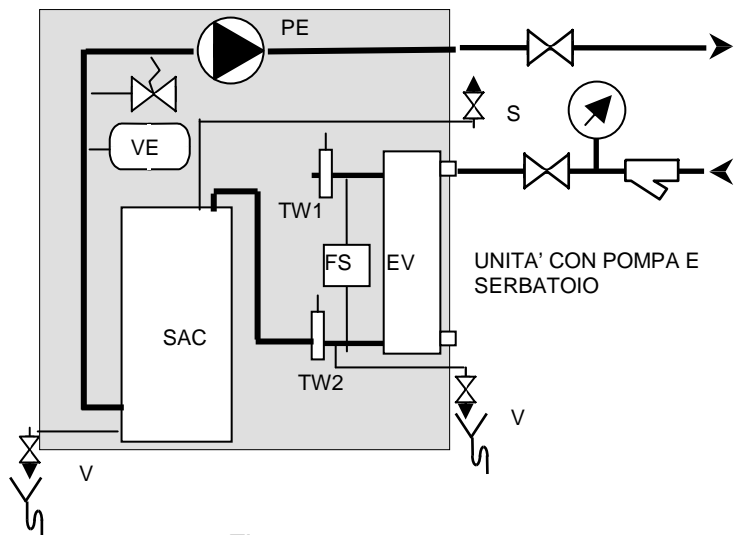 PE
S
VE
TW1
FS
EV
UNITA’ CON POMPA E
SERBATOIO
SAC
TW2
V
V